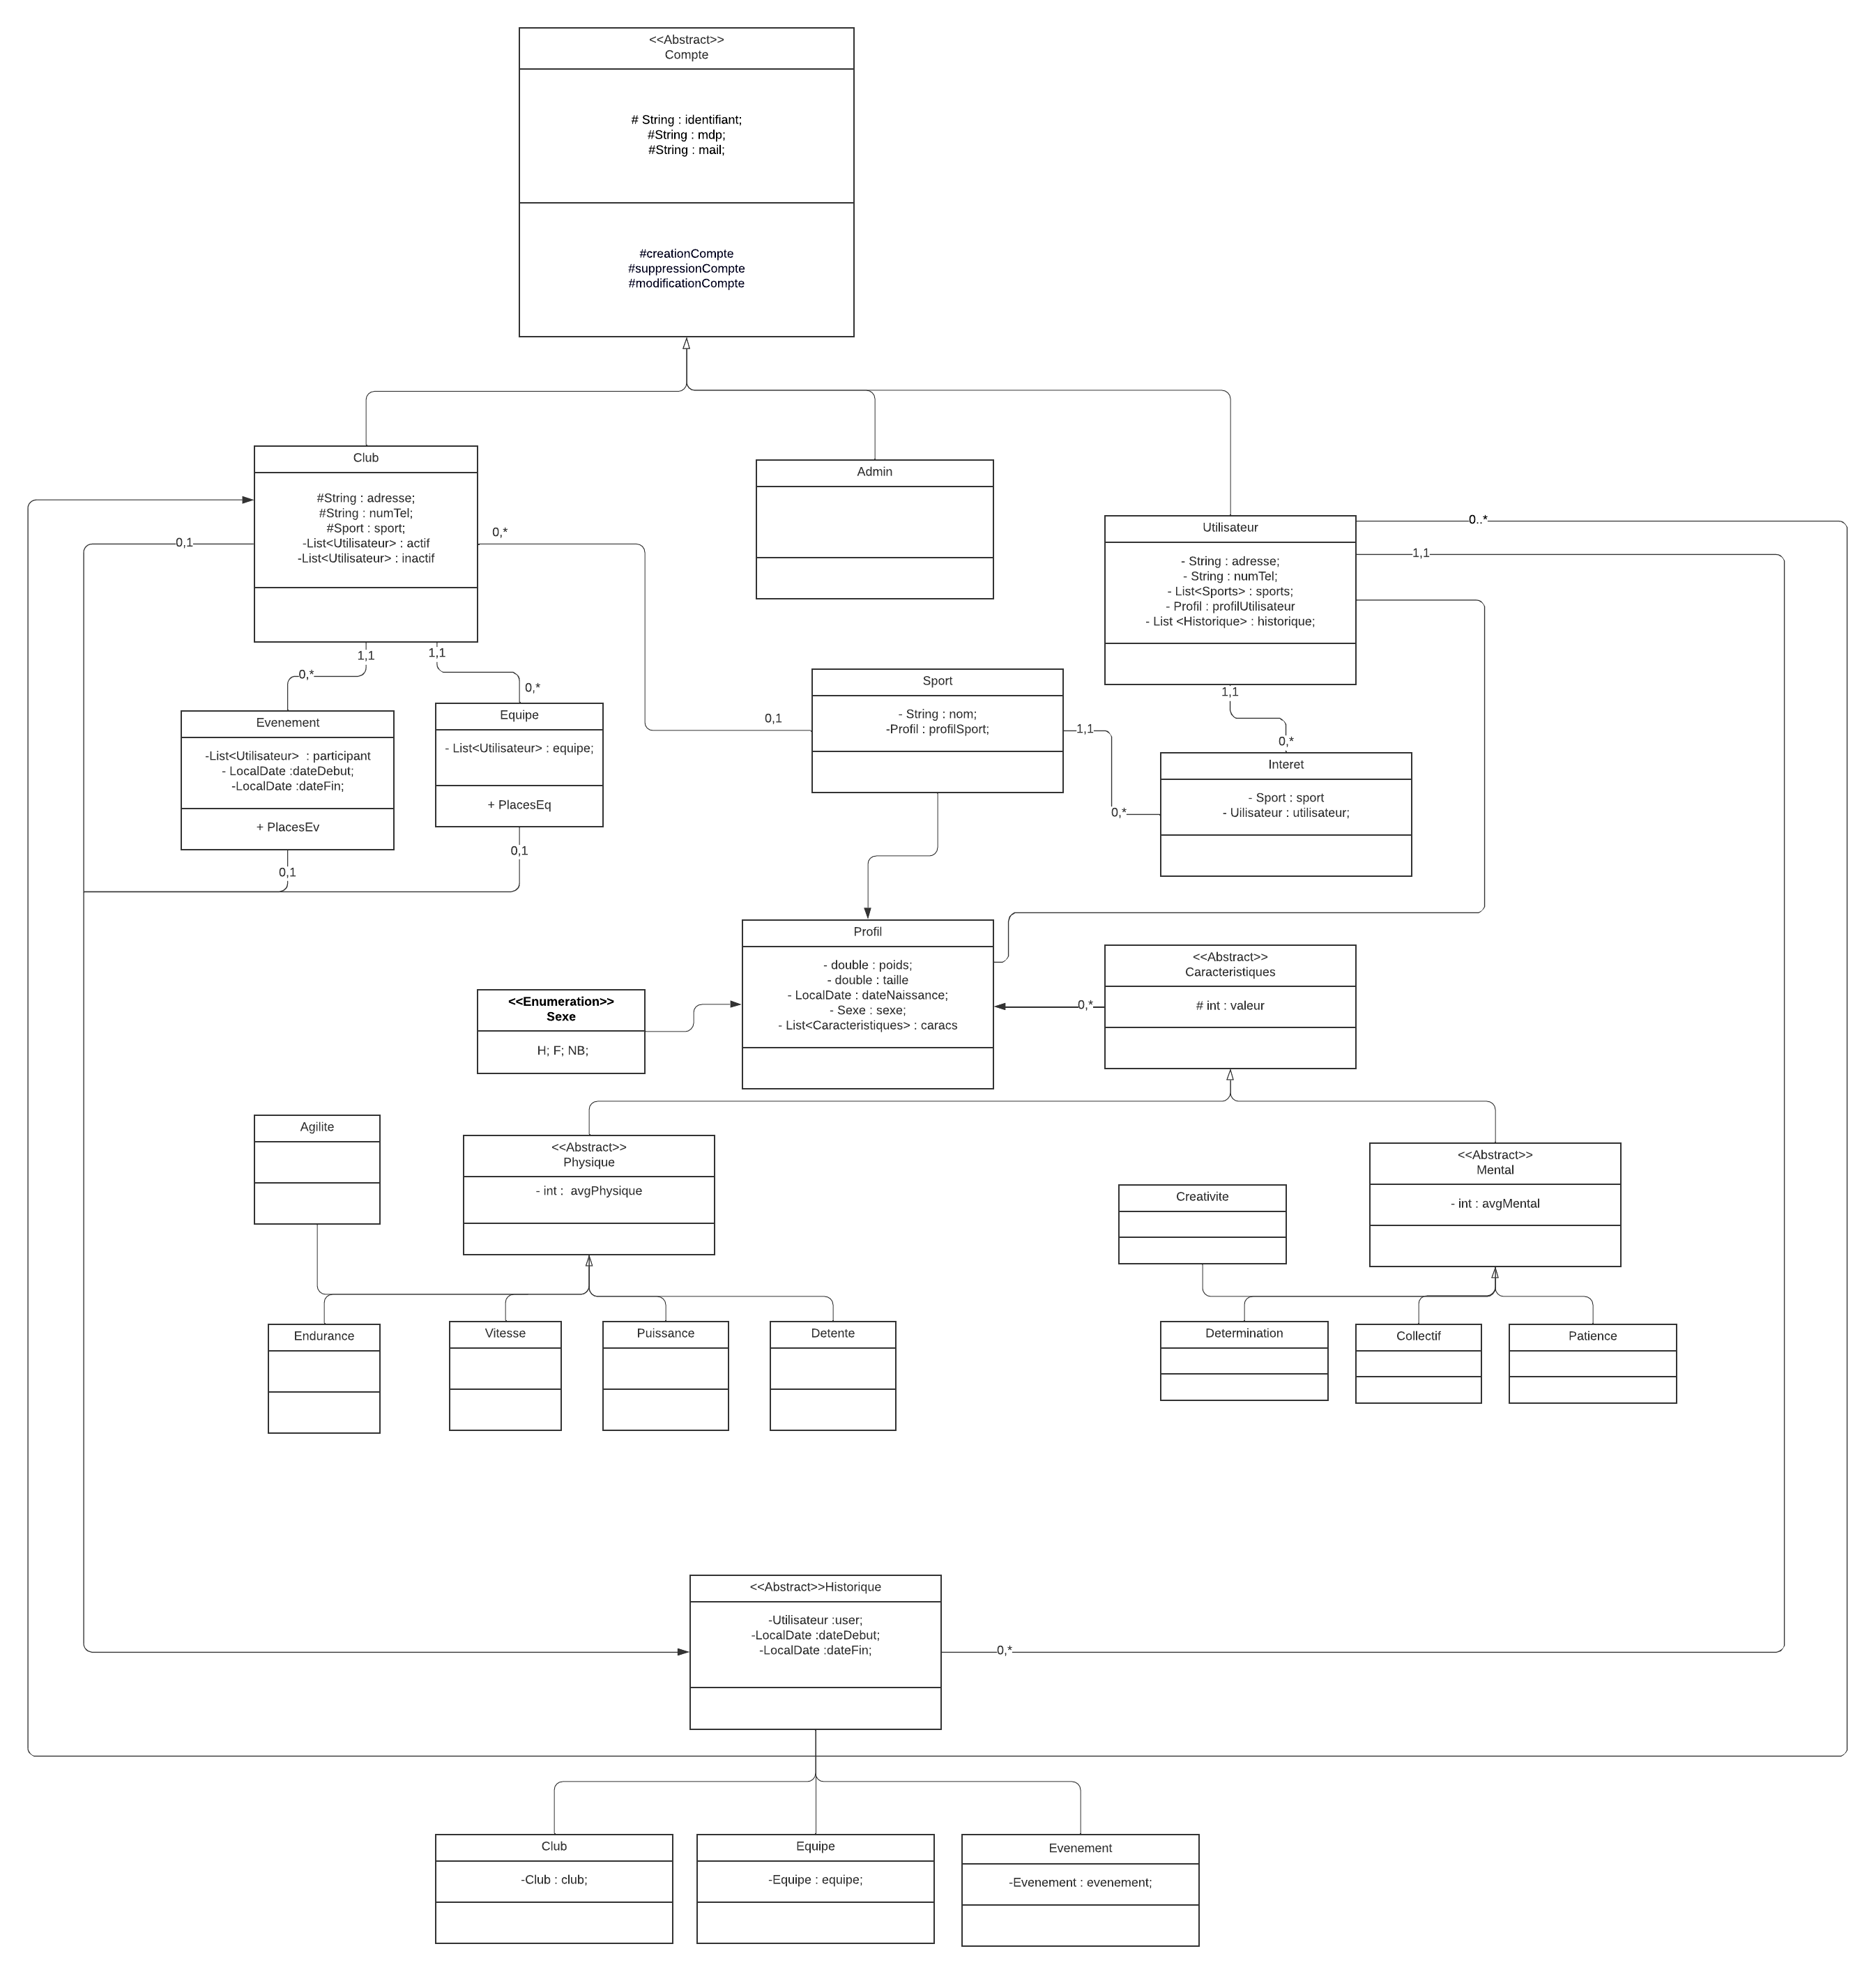 <<Abstract>>
Compte
# String : identifiant;
#String : mdp;
#String : mail;
#creationCompte
#suppressionCompte
#modificationCompte
Club
#String : adresse;
#String : numTel;
#Sport : sport;
-List<Utilisateur> : actif
-List<Utilisateur> : inactif
0,1
0,*
1,1
1,1
Admin
Utilisateur
- String : adresse;
- String : numTel;
- List<Sports> : sports;
- Profil : profilUtilisateur
- List <Historique> : historique;
0..*
1,1
1,1
0,*
Evenement
-List<Utilisateur>  : participant
- LocalDate :dateDebut;
-LocalDate :dateFin;
+ PlacesEv
0,1
0,*
Equipe
- List<Utilisateur> : equipe;
+ PlacesEq
0,1
0,1
Sport
- String : nom;
-Profil : profilSport;
1,1
0,*
0,*
Interet
- Sport : sport
- Uilisateur : utilisateur;
Profil
- double : poids;
- double : taille
- LocalDate : dateNaissance;
- Sexe : sexe;
- List<Caracteristiques> : caracs
<<Enumeration>>
Sexe
H; F; NB;
0,*
<<Abstract>>
Caracteristiques
# int : valeur
Agilite
<<Abstract>>
Physique
- int :  avgPhysique
Creativite
<<Abstract>>
Mental
- int : avgMental
Endurance
Vitesse
Puissance
Detente
Determination
Collectif
Patience
<<Abstract>>Historique
-Utilisateur :user;
-LocalDate :dateDebut;
-LocalDate :dateFin;
0,*
Club
-Club : club;
Equipe
-Equipe : equipe;
Evenement
-Evenement : evenement;